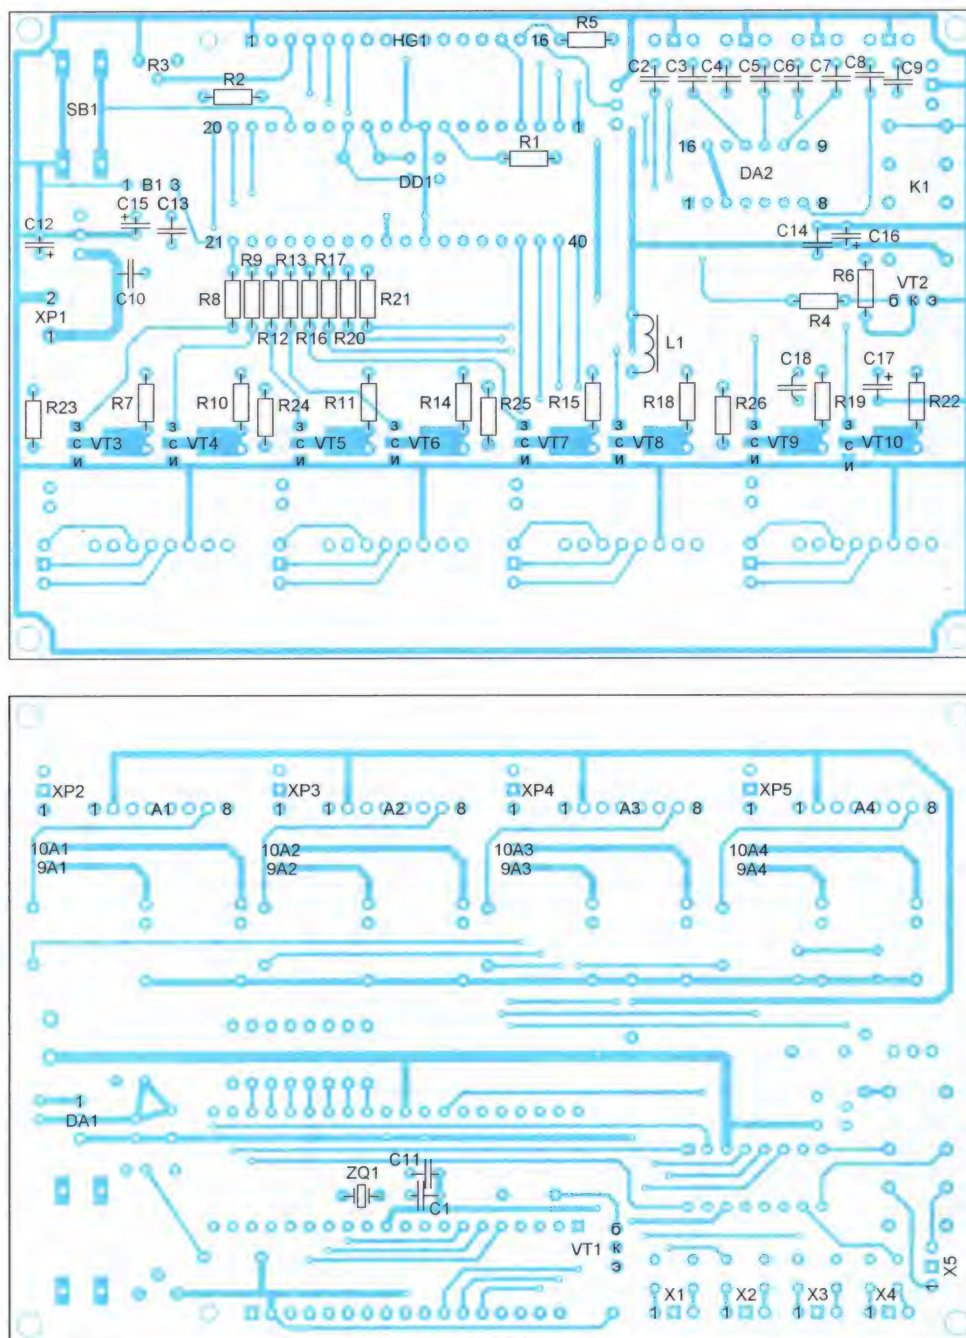 1 HG1 16 R5
R3 R2 C2 C3 C4 C5 C6 C7 C8 C9
SB1
20 1 R1 16 9
DD1 DA2 K1
1 B1 3 1 8
C12 C15 C13 C14 C16
+ + +
21 40
R9 R13 R17
C10 R8 R21 R6 VT2
2 б к э
XP1 R4
1 R12 R16 R20 L1
C18 C17
+
R23 R7 R10 R24 R11 R14 R25 R15 R18 R26 R19 R22
з з з з з з з з
с VT3 с VT4 с VT5 с VT6 с VT7 с VT8 с VT9 с VT10
и и и и и и и и
XP2 XP3 XP4 XP5
1 1 A1 8 1 1 A2 8 1 1 A3 8 1 1 A4 8
10A1 10A2 10A3 10A4
9A1 9A2 9A3 9A4
1
DA1
C11
ZQ1
C1
б
VT1 к
э
X5
1
1 X1 1 X2 1 X3 1 X4